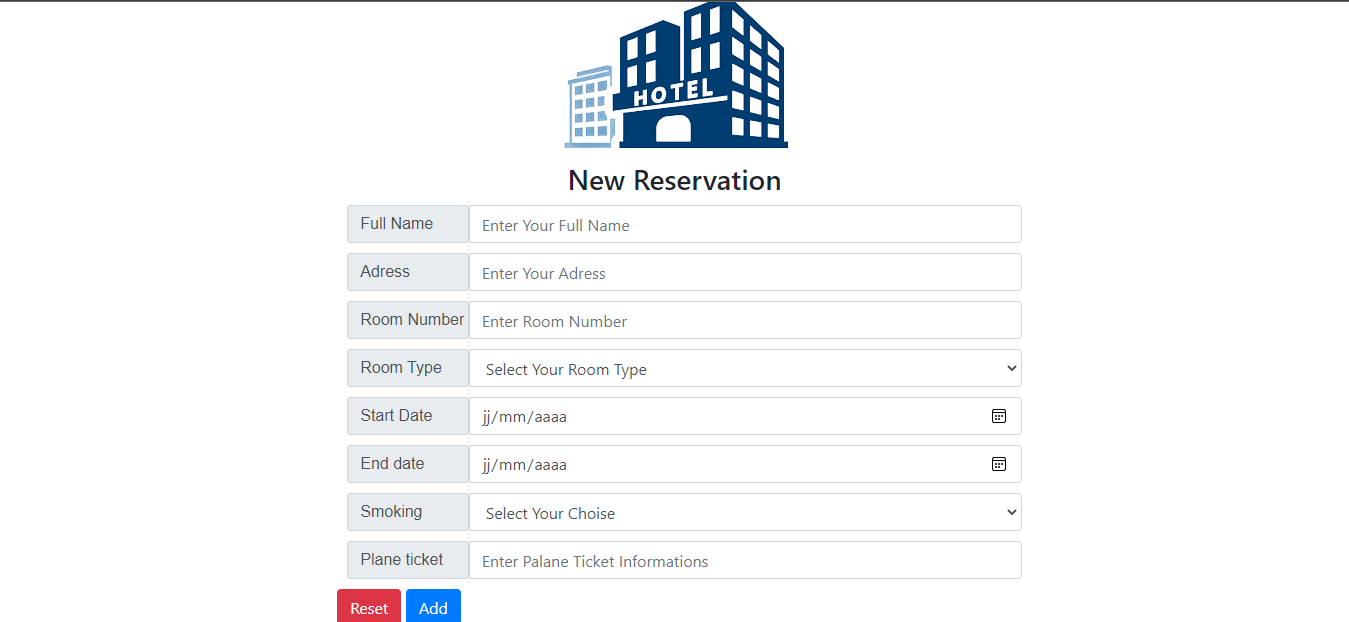 HOTEL
New Reservation
Full Name Enter Your Full Name
Adress Enter Your Adress
Room Number Enter Room Number
Room Type Select Your Room Type
Start Date jj/mm/aaaa
End date jj/mm/aaaa
Smoking Select Your Choise
Plane ticket Enter Palane Ticket Informations
Reset Add